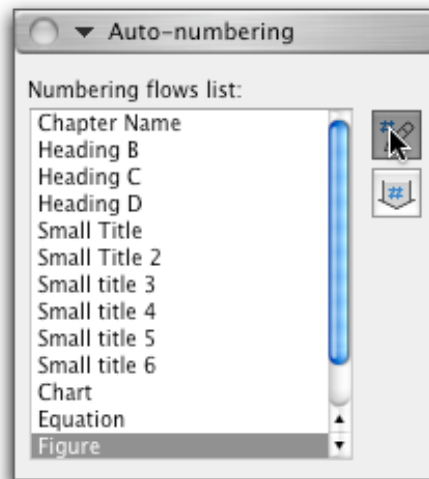 Auto-numbering
Numbering flows list:
Chapter Name
Heading B
Heading C
Heading D
Small Title
Small Title 2
Small title 3
Small title 4
Small title 5
Small title 6
Chart
Equation
Figure
#
#